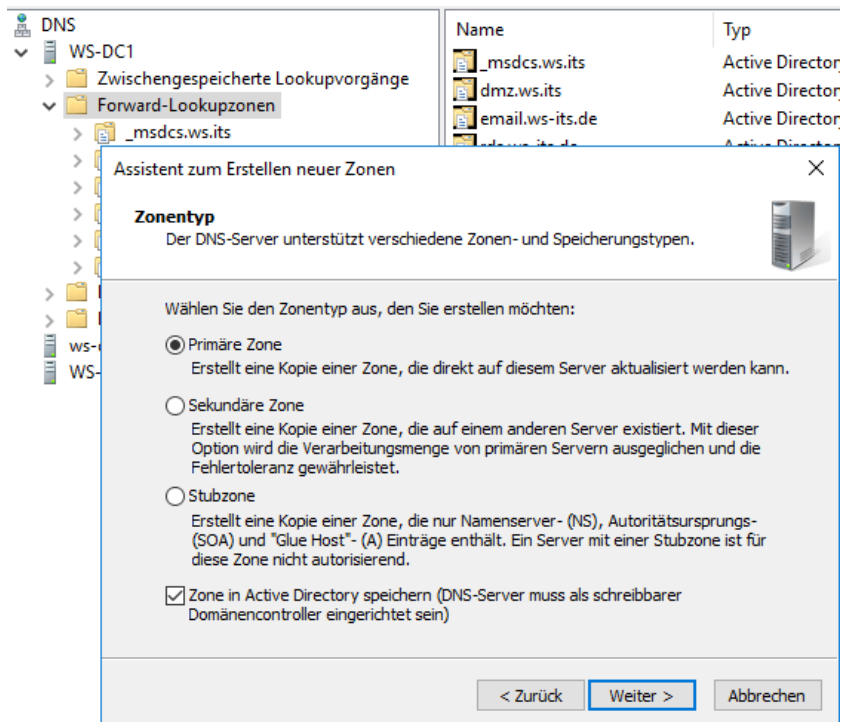 DNS
WS-DC1
Zwischengespeicherte Lookupvorgänge
Forward-Lookupzonen
_msdcs.ws.its
Name Typ
_msdcs.ws.its Active Director
dmz.ws.its Active Director
email.ws-its.de Active Director
Assistent zum Erstellen neuer Zonen
Zonentyp
Der DNS-Server unterstützt verschiedene Zonen- und Speicherungstypen.
Wählen Sie den Zonentyp aus, den Sie erstellen möchten:
Primäre Zone
Erstellt eine Kopie einer Zone, die direkt auf diesem Server aktualisiert werden kann.
Sekundäre Zone
Erstellt eine Kopie einer Zone, die auf einem anderen Server existiert. Mit dieser
Option wird die Verarbeitungsmenge von primären Servern ausgeglichen und die
Fehlertoleranz gewährleistet.
Stubzone
Erstellt eine Kopie einer Zone, die nur Namenserver- (NS), Autoritätsursprungs-
(SOA) und "Glue Host"- (A) Einträge enthält. Ein Server mit einer Stubzone ist für
diese Zone nicht autorisierend.
Zone in Active Directory speichern (DNS-Server muss als schreibbarer
Domänencontroller eingerichtet sein)
ws-
WS-
< Zurück Weiter > Abbrechen